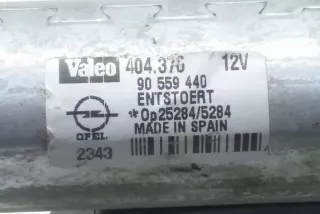 Valeo 404.376 12V
90 559 440
ENTSTOERT
*Op25284/5284
OPEL MADE IN SPAIN
2343